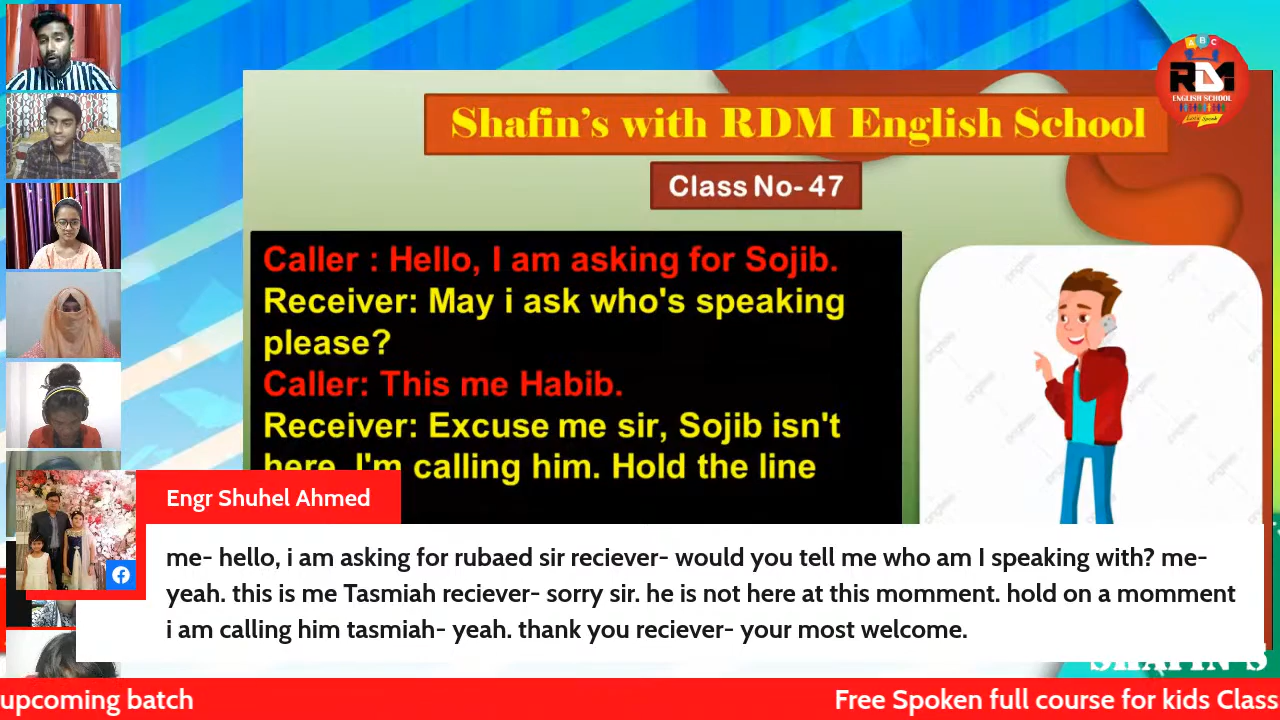 ABC
RDM
ENGLISH SCHOOL
Shafin's with RDM English School
Class No- 47
Caller : Hello, I am asking for Sojib.
Receiver: May i ask who's speaking
please?
Caller: This me Habib.
Receiver: Excuse me sir, Sojib isn't
here. I'm calling him. Hold the line
Engr Shuhel Ahmed
me- hello, i am asking for rubaed sir reciever- would you tell me who am I speaking with? me-
yeah. this is me Tasmiah reciever- sorry sir. he is not here at this momment. hold on a momment
i am calling him tasmiah- yeah. thank you reciever- your most welcome.
SHAFIN'S
upcoming batch
Free Spoken full course for kids Class